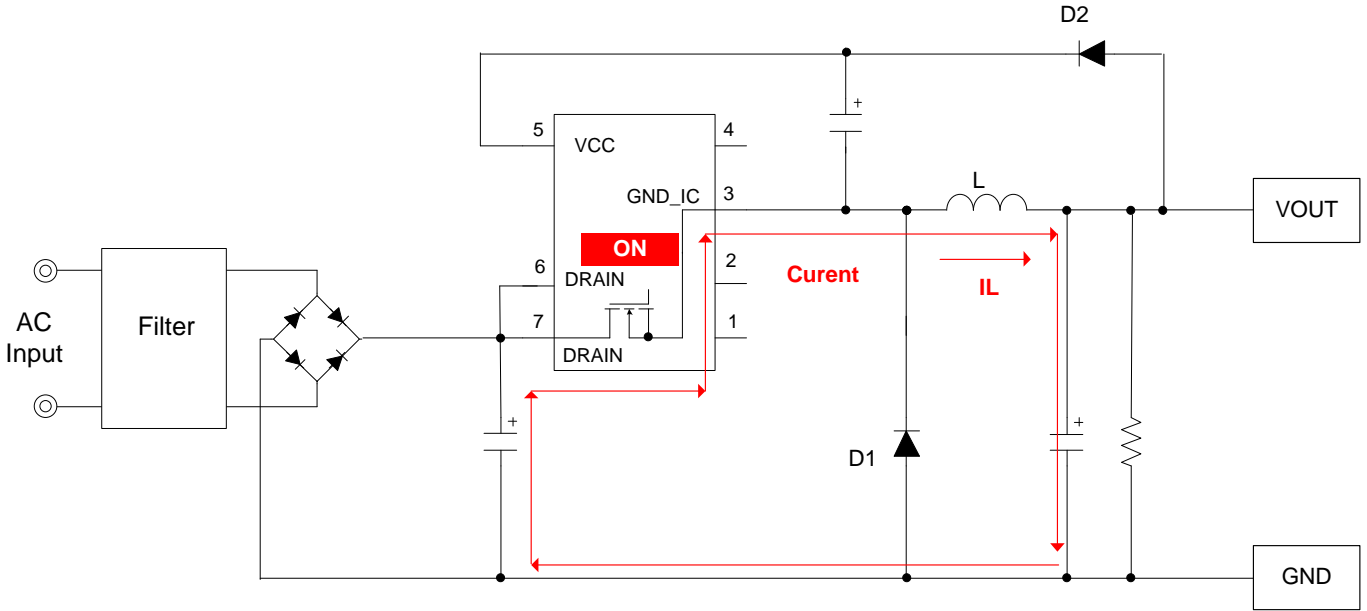 D2
5
4
VCC
GND_IC
3
L
VOUT
ON
6
2
DRAIN
Curent
IL
AC
Input
Filter
7
1
DRAIN
+
+
+
D1
GND